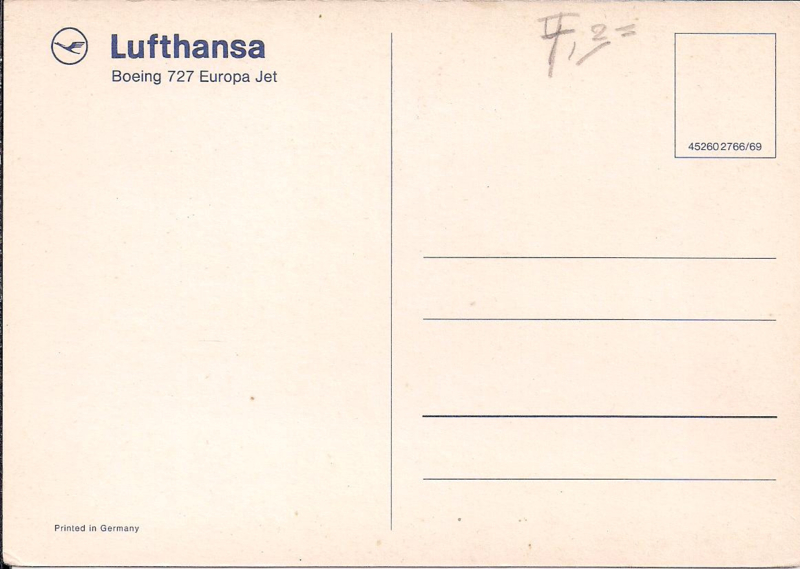 Lufthansa
Boeing 727 Europa Jet
452602766/69
Printed in Germany